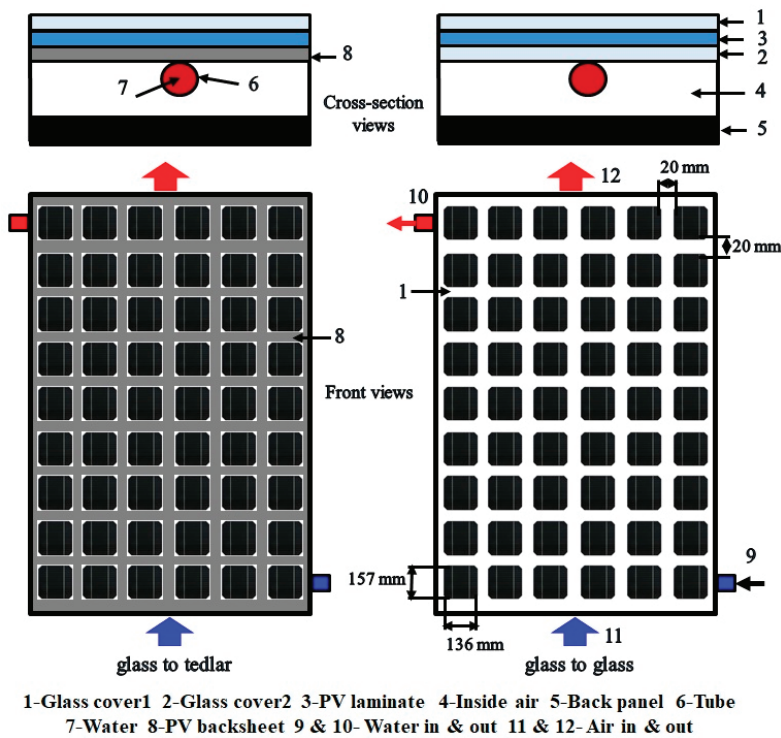 1
3
8
2
7
6
4
Cross-section
views
5
20 mm
12
10
20 mm
1
8
Front views
9
157 mm
136 mm
11
glass to tedlar
glass to glass
1-Glass cover1 2-Glass cover2 3-PV laminate 4-Inside air 5-Back panel 6-Tube
7-Water 8-PV backsheet 9 & 10- Water in & out 11 & 12- Air in & out